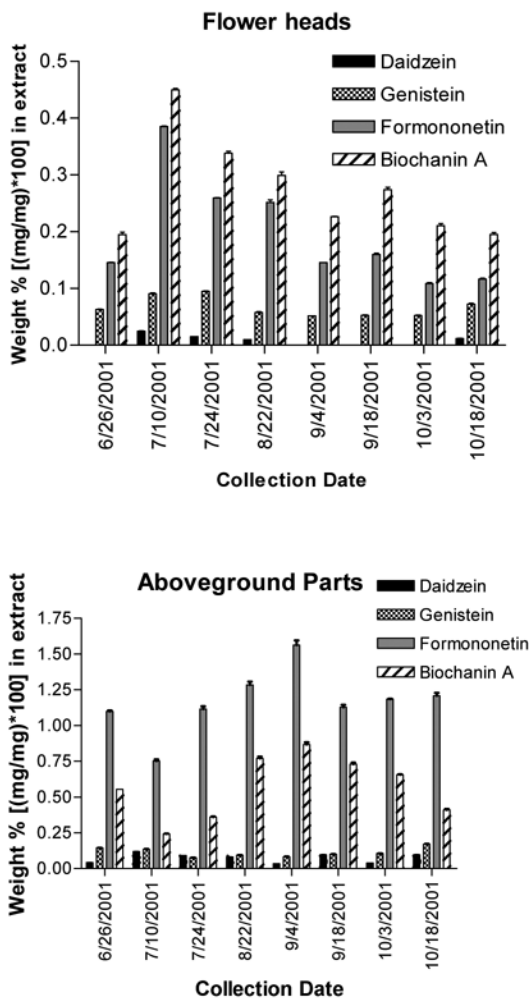 Flower heads
Weight % [(mg/mg)*100] in extract
0.5
0.4
0.3
0.2
0.1
0.0
Daidzein
Genistein
Formononetin
Biochanin A
6/26/2001
7/10/2001
7/24/2001
8/22/2001
9/4/2001
9/18/2001
10/3/2001
10/18/2001
Collection Date
Aboveground Parts
Weight % [(mg/mg)*100] in extract
1.75
1.50
1.25
1.00
0.75
0.50
0.25
0.00
Daidzein
Genistein
Formononetin
Biochanin A
6/26/2001
7/10/2001
7/24/2001
8/22/2001
9/4/2001
9/18/2001
10/3/2001
10/18/2001
Collection Date